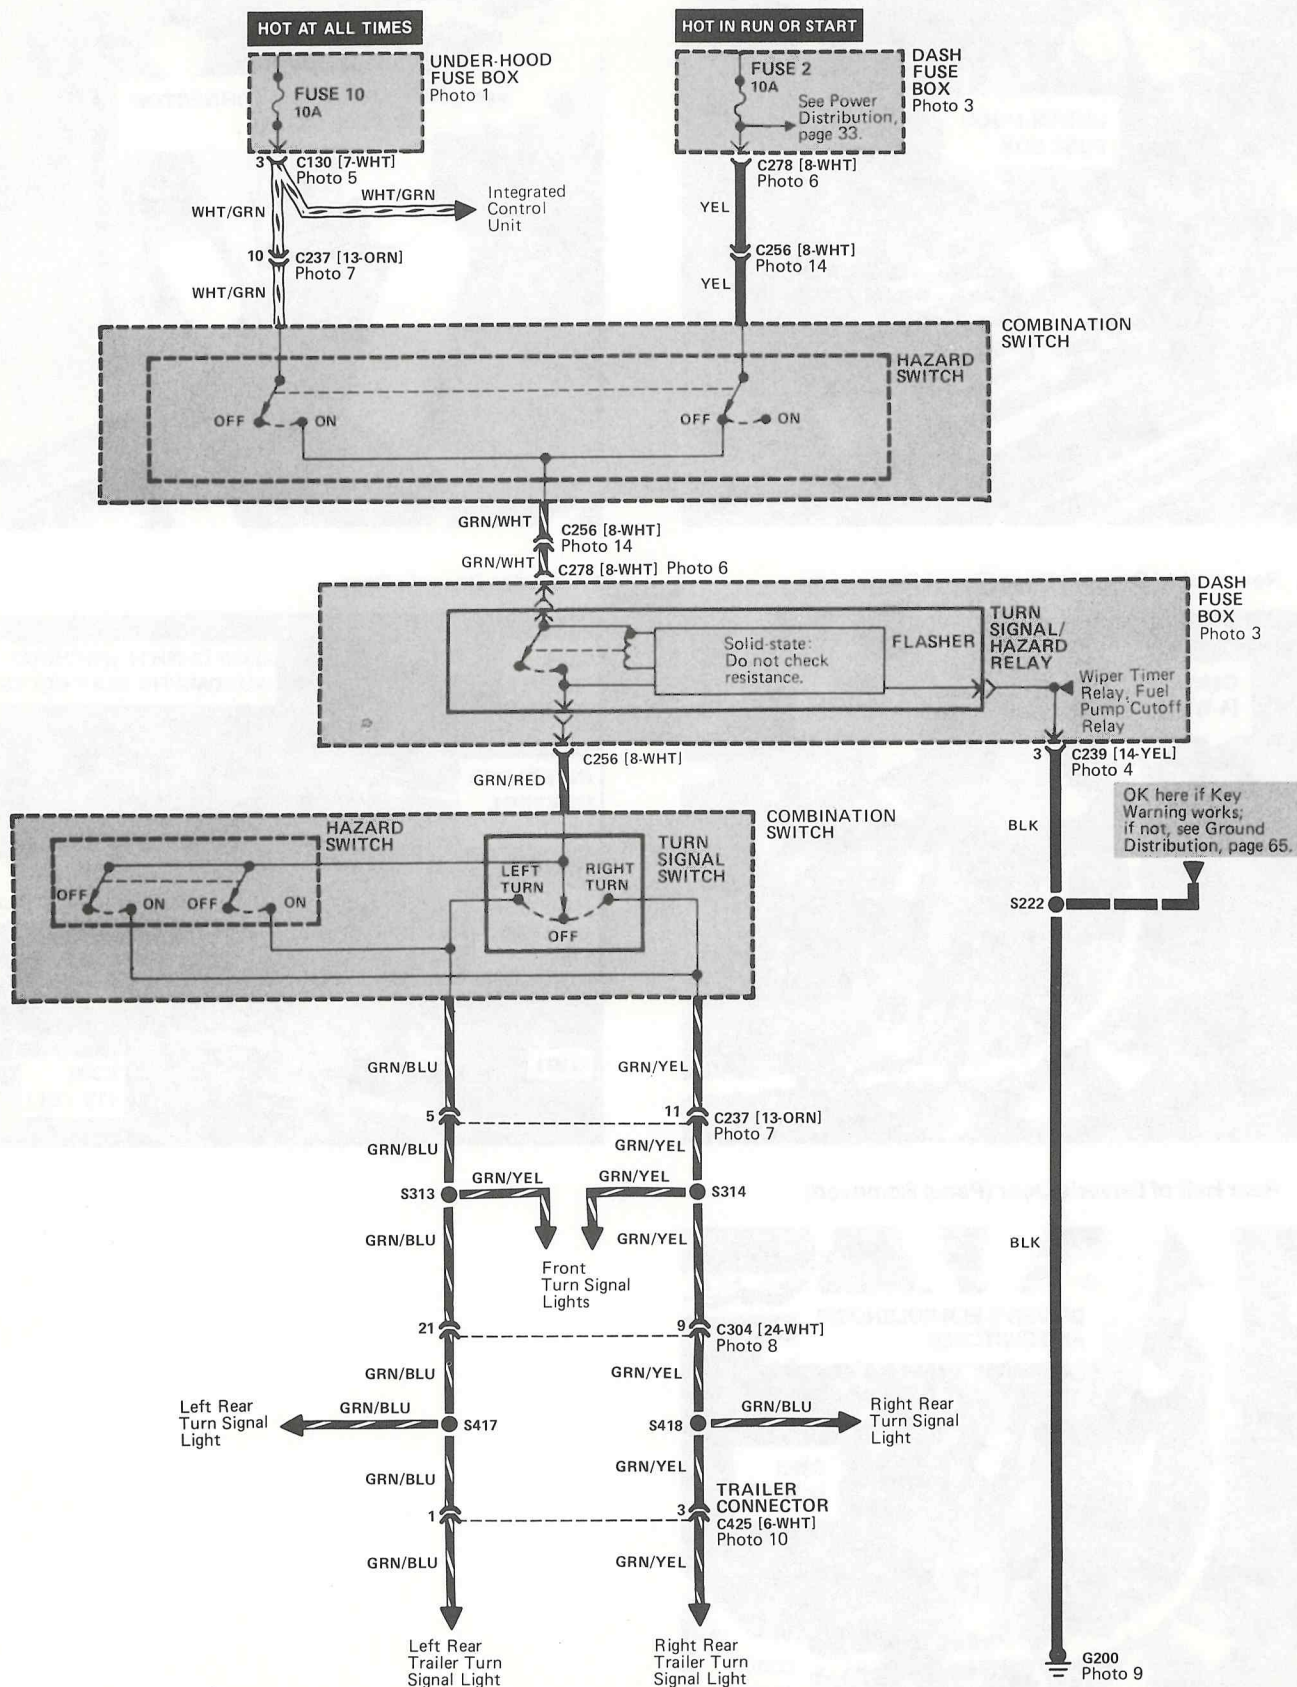 HOT AT ALL TIMES
HOT IN RUN OR START
UNDER-HOOD
FUSE BOX
Photo 1
FUSE 10
10A
FUSE 2
10A
See Power
Distribution,
page 33.
DASH
FUSE
BOX
Photo 3
3
C130 [7-WHT]
Photo 5
WHT/GRN
WHT/GRN
Integrated
Control
Unit
C278 [8-WHT]
Photo 6
YEL
10
C237 [13-ORN]
Photo 7
WHT/GRN
C256 [8-WHT]
Photo 14
YEL
COMBINATION
SWITCH
HAZARD
SWITCH
OFF
ON
OFF
ON
GRN/WHT
C256 [8-WHT]
Photo 14
GRN/WHT
C278 [8-WHT] Photo 6
DASH
FUSE
BOX
Photo 3
TURN
SIGNAL/
HAZARD
RELAY
FLASHER
Solid-state:
Do not check
resistance.
Wiper Timer
Relay, Fuel
Pump Cutoff
Relay
C256 [8-WHT]
GRN/RED
3
C239 [14-YEL]
Photo 4
OK here if Key
Warning works;
if not, see Ground
Distribution, page 65.
BLK
COMBINATION
SWITCH
HAZARD
SWITCH
TURN
SIGNAL
SWITCH
LEFT
TURN
RIGHT
TURN
OFF
ON
OFF
ON
OFF
S222
GRN/BLU
GRN/YEL
5
11
C237 [13-ORN]
Photo 7
GRN/BLU
GRN/YEL
S313
GRN/YEL
GRN/YEL
S314
GRN/BLU
GRN/YEL
BLK
Front
Turn Signal
Lights
21
9
C304 [24-WHT]
Photo 8
GRN/BLU
GRN/YEL
Left Rear
Turn Signal
Light
GRN/BLU
S417
S418
GRN/BLU
Right Rear
Turn Signal
Light
GRN/BLU
GRN/YEL
TRAILER
CONNECTOR
1
3
C425 [6-WHT]
Photo 10
GRN/BLU
GRN/YEL
Left Rear
Trailer Turn
Signal Light
Right Rear
Trailer Turn
Signal Light
G200
Photo 9